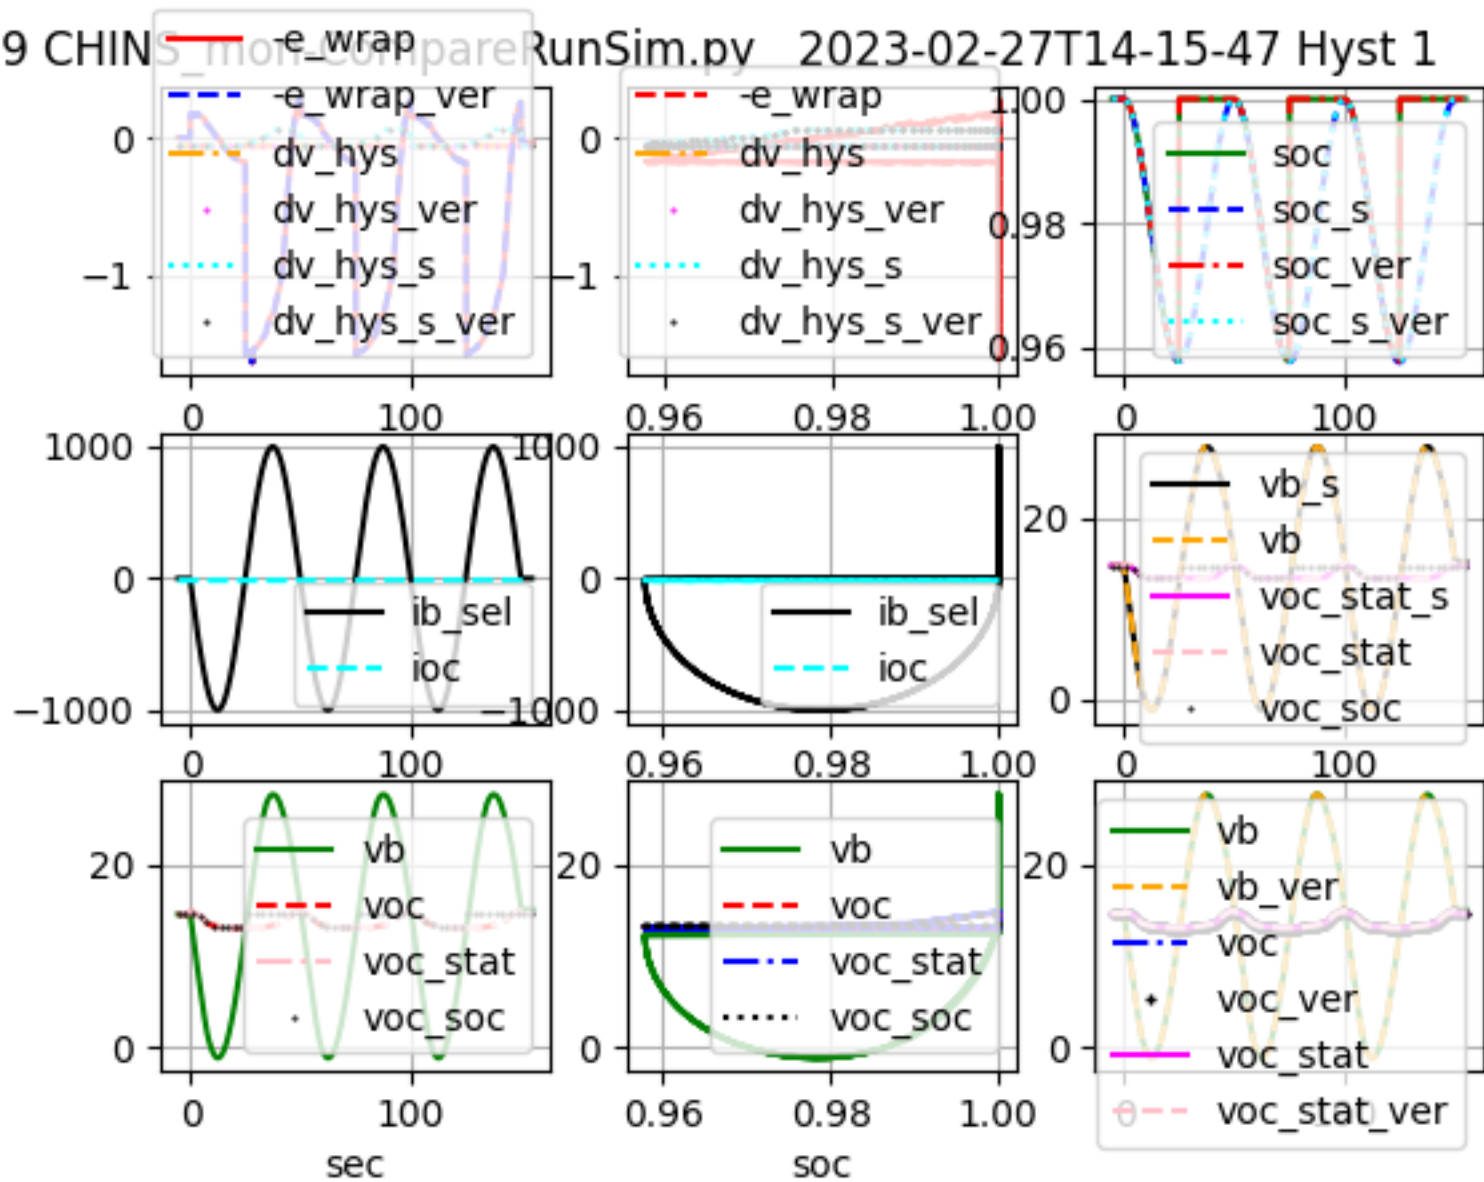 9 CHINS_mon-CompareRunSim.py   2023-02-27T14-15-47 Hyst 1
-e_wrap
-e_wrap_ver
dv_hys
dv_hys_ver
dv_hys_s
dv_hys_s_ver
0
−1
0
100
-e_wrap
dv_hys
dv_hys_ver
dv_hys_s
dv_hys_s_ver
0
−1
0.96
0.98
1.00
soc
soc_s
soc_ver
soc_s_ver
1.00
0.98
0.96
0
100
1000
0
−1000
ib_sel
ioc
0
100
1000
0
−1000
ib_sel
ioc
0.96
0.98
1.00
20
0
vb_s
vb
voc_stat_s
voc_stat
voc_soc
0
100
20
0
vb
voc
voc_stat
voc_soc
0
100
sec
20
0
vb
voc
voc_stat
voc_soc
0.96
0.98
1.00
soc
20
0
vb
vb_ver
voc
voc_ver
voc_stat
voc_stat_ver
0